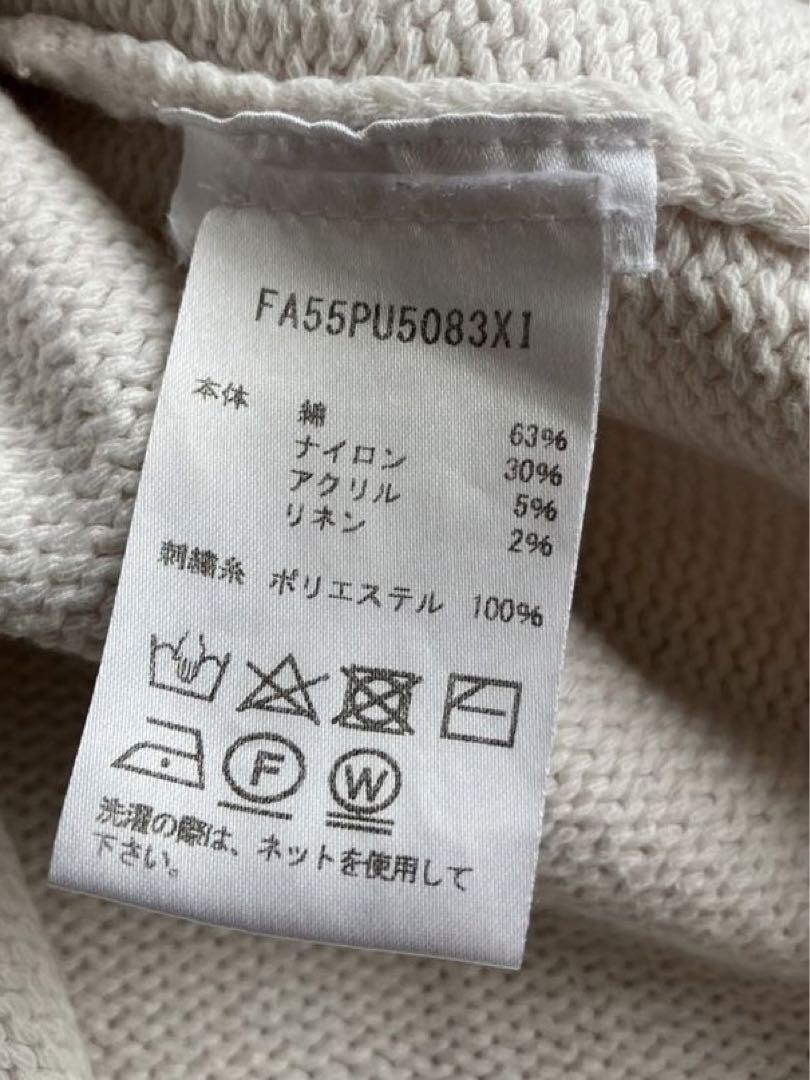 FA55PU5083XI
本体 綿 63%
ナイロン 30%
アクリル 5%
リネン 2%
刺繍糸 ポリエステル 100%
F W
洗濯の際は、ネットを使用して
下さい。